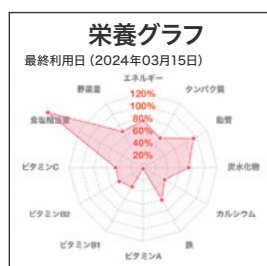 栄養グラフ
最終利用日(2024年03月15日)
エネルギー
野菜量
タンパク質
120%
100%
食塩相当量
80%
脂質
60%
40%
20%
ビタミンC
炭水化物
ビタミンB2
カルシウム
ビタミンB1
鉄
ビタミンA